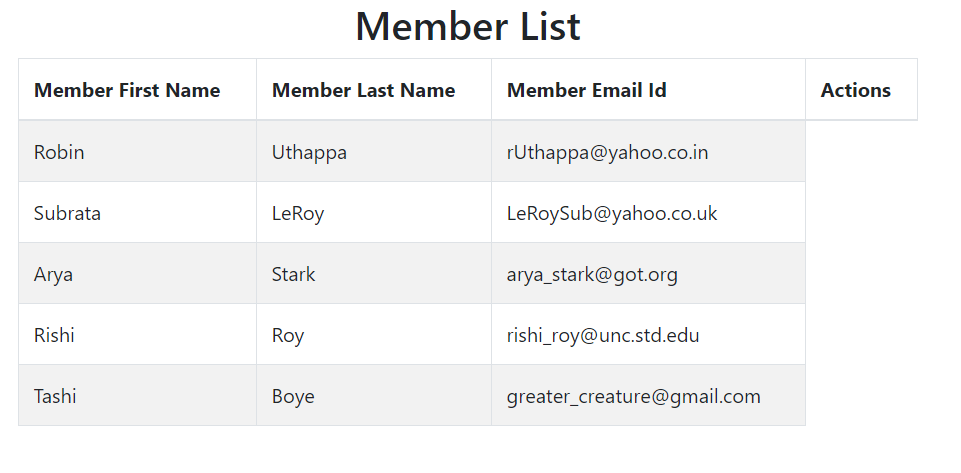 Member List
Member First Name Member Last Name Member Email Id Actions
Robin Uthappa rUthappa@yahoo.co.in
Subrata LeRoy LeRoySub@yahoo.co.uk
Arya Stark arya_stark@got.org
Rishi Roy rishi_roy@unc.std.edu
Tashi Boye greater_creature@gmail.com